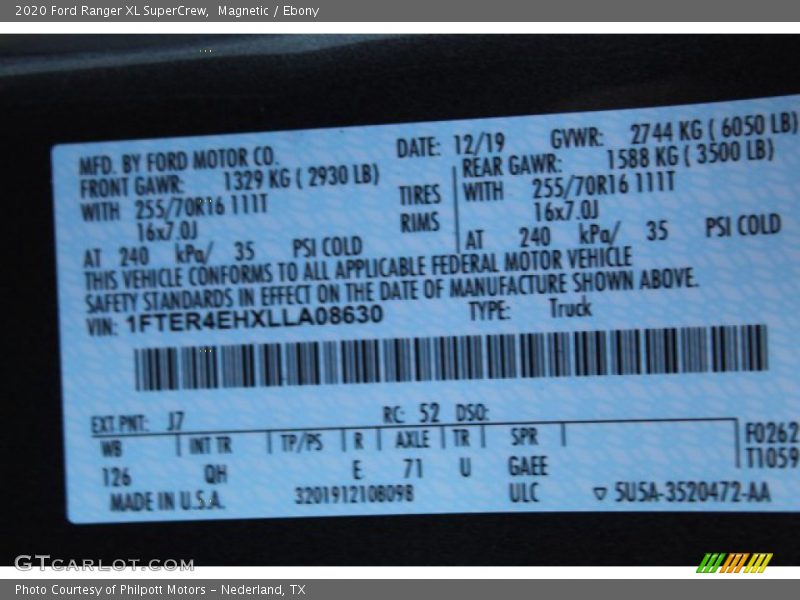 2020 Ford Ranger XL SuperCrew, Magnetic / Ebony
MFD. BY FORD MOTOR CO. DATE: 12/19 GVWR: 2744 KG ( 6050 LB)
FRONT GAWR: 1329 KG ( 2930 LB) REAR GAWR: 1588 KG ( 3500 LB)
WITH 255/70R16 111T TIRES WITH 255/70R16 111T
16x7.0J RIMS 16x7.0J
AT 240 kPa/ 35 PSI COLD AT 240 kPa/ 35 PSI COLD
THIS VEHICLE CONFORMS TO ALL APPLICABLE FEDERAL MOTOR VEHICLE
SAFETY STANDARDS IN EFFECT ON THE DATE OF MANUFACTURE SHOWN ABOVE.
VIN: 1FTER4EHXLLA08630 TYPE: Truck
EXT PNT: J7 RC: 52 DSO:
WB INT TR TP/PS R AXLE TR SPR F0262
126 QH E 71 U GAEE T1059
MADE IN U.S.A. 3201912108098 ULC ▽ 5U5A-3520472-AA
GTCARLOT.COM
Photo Courtesy of Philpott Motors - Nederland, TX